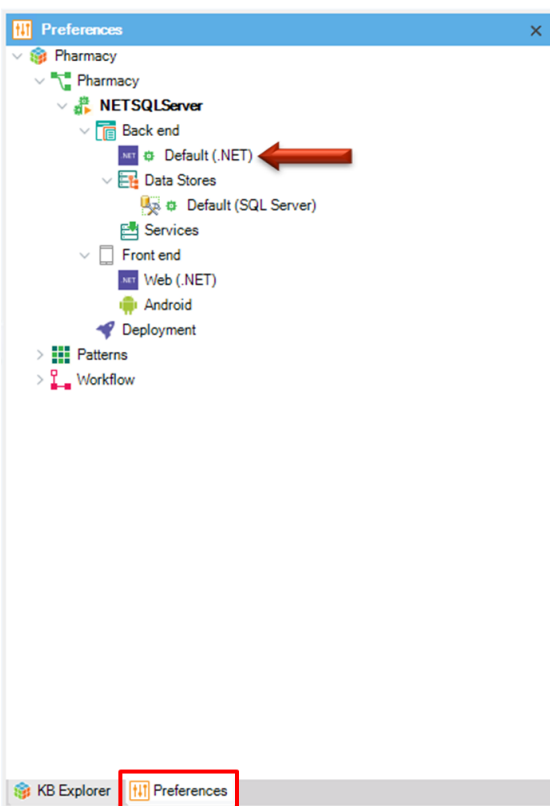 Preferences
Pharmacy
Pharmacy
NETSQLServer
Back end
.NET Default (.NET)
Data Stores
Default (SQL Server)
Services
Front end
.NET Web (.NET)
Android
Deployment
Patterns
Workflow
KB Explorer Preferences